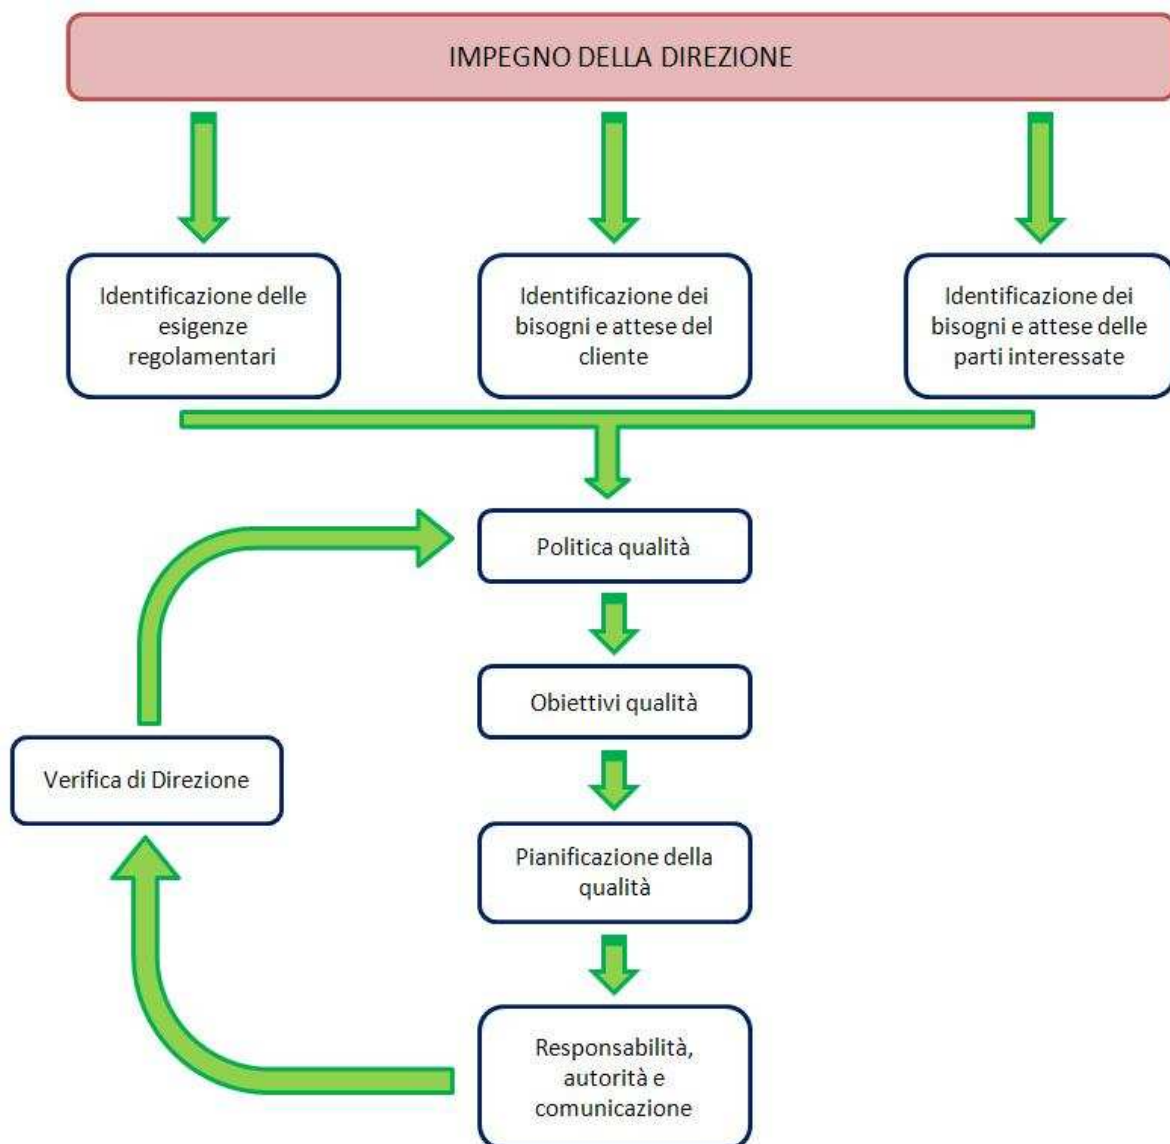 IMPEGNO DELLA DIREZIONE
Identificazione delle
esigenze
regolamentari
Identificazione dei
bisogni e attese del
cliente
Identificazione dei
bisogni e attese delle
parti interessate
Politica qualità
Obiettivi qualità
Verifica di Direzione
Pianificazione della
qualità
Responsabilità,
autorità e
comunicazione